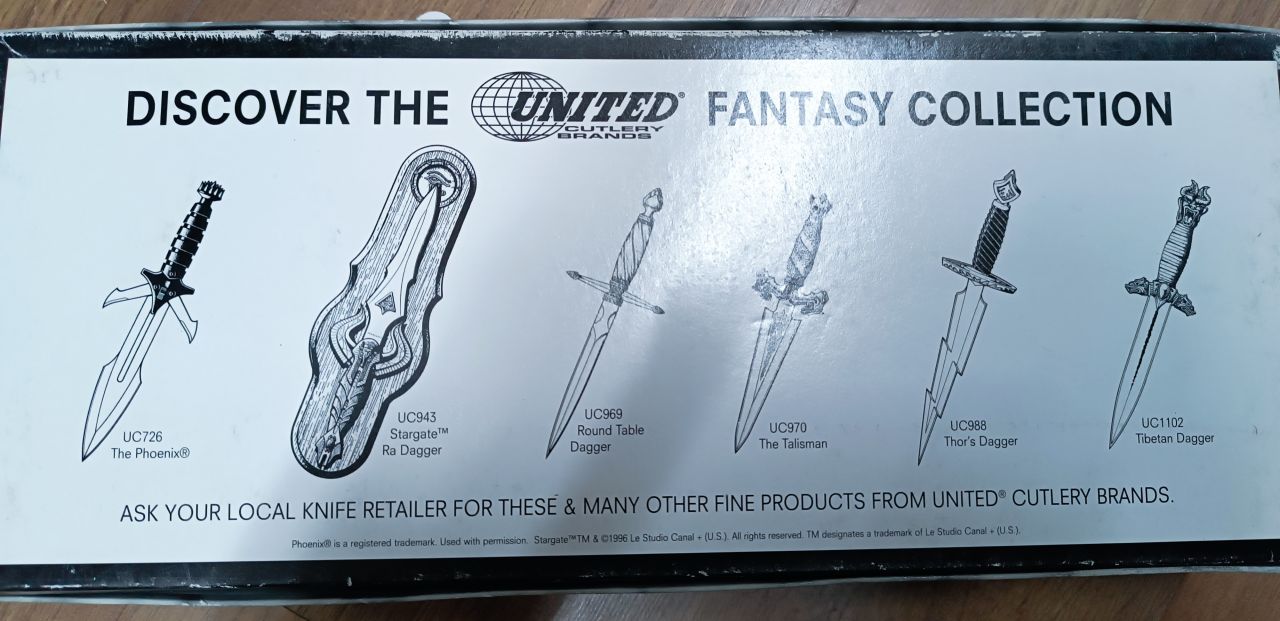 DISCOVER THE UNITED® CUTLERY BRANDS FANTASY COLLECTION
UC726
The Phoenix®
UC943
Stargate™
Ra Dagger
UC969
Round Table
Dagger
UC970
The Talisman
UC988
Thor's Dagger
UC1102
Tibetan Dagger
ASK YOUR LOCAL KNIFE RETAILER FOR THESE & MANY OTHER FINE PRODUCTS FROM UNITED® CUTLERY BRANDS.
Phoenix® is a registered trademark. Used with permission. Stargate™TM & ©1996 Le Studio Canal + (U.S.). All rights reserved. TM designates a trademark of Le Studio Canal + (U.S.).